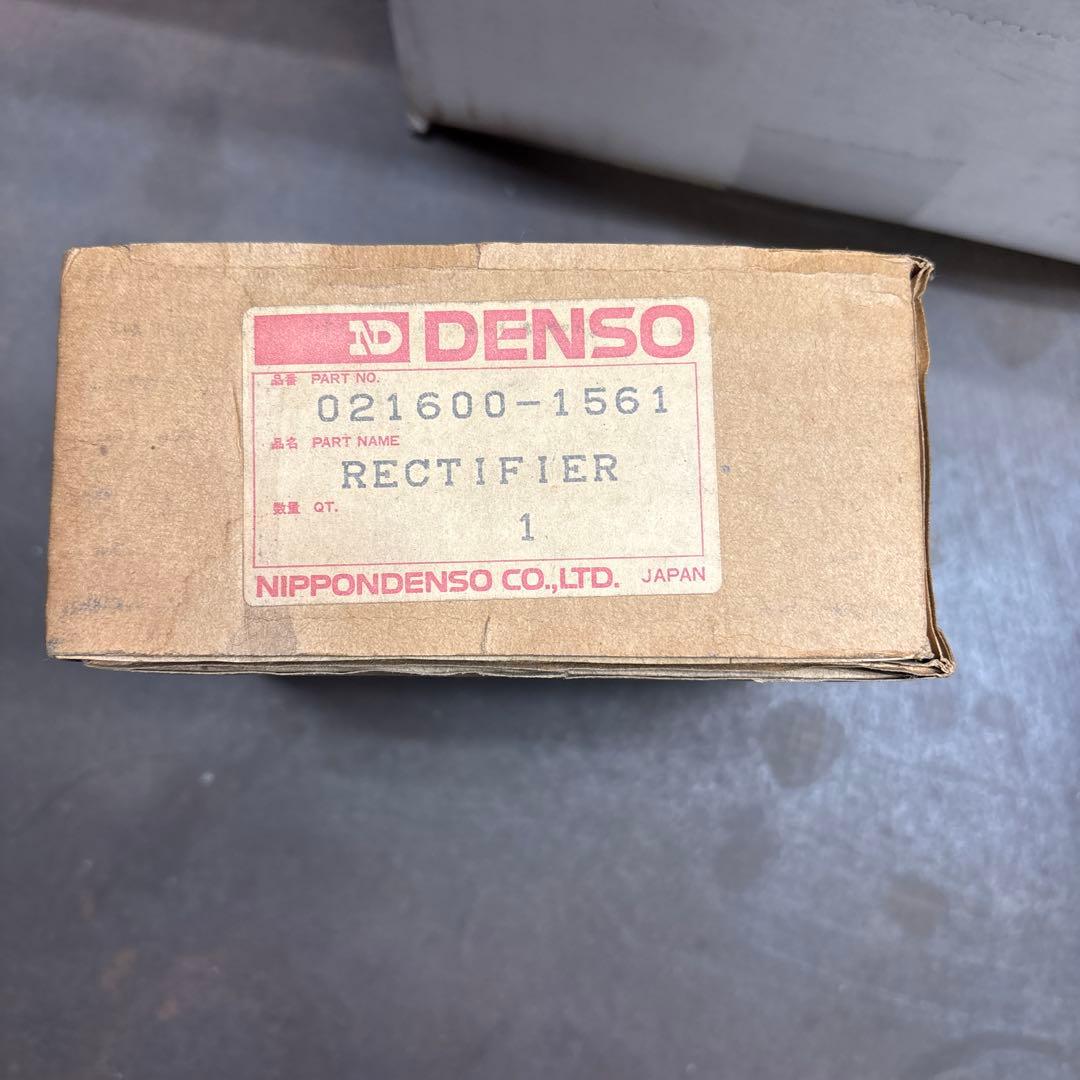 ND DENSO
品番 PART NO.
021600-1561
品名 PART NAME
RECTIFIER
数量 QT.
1
NIPPONDENSO CO.,LTD. JAPAN